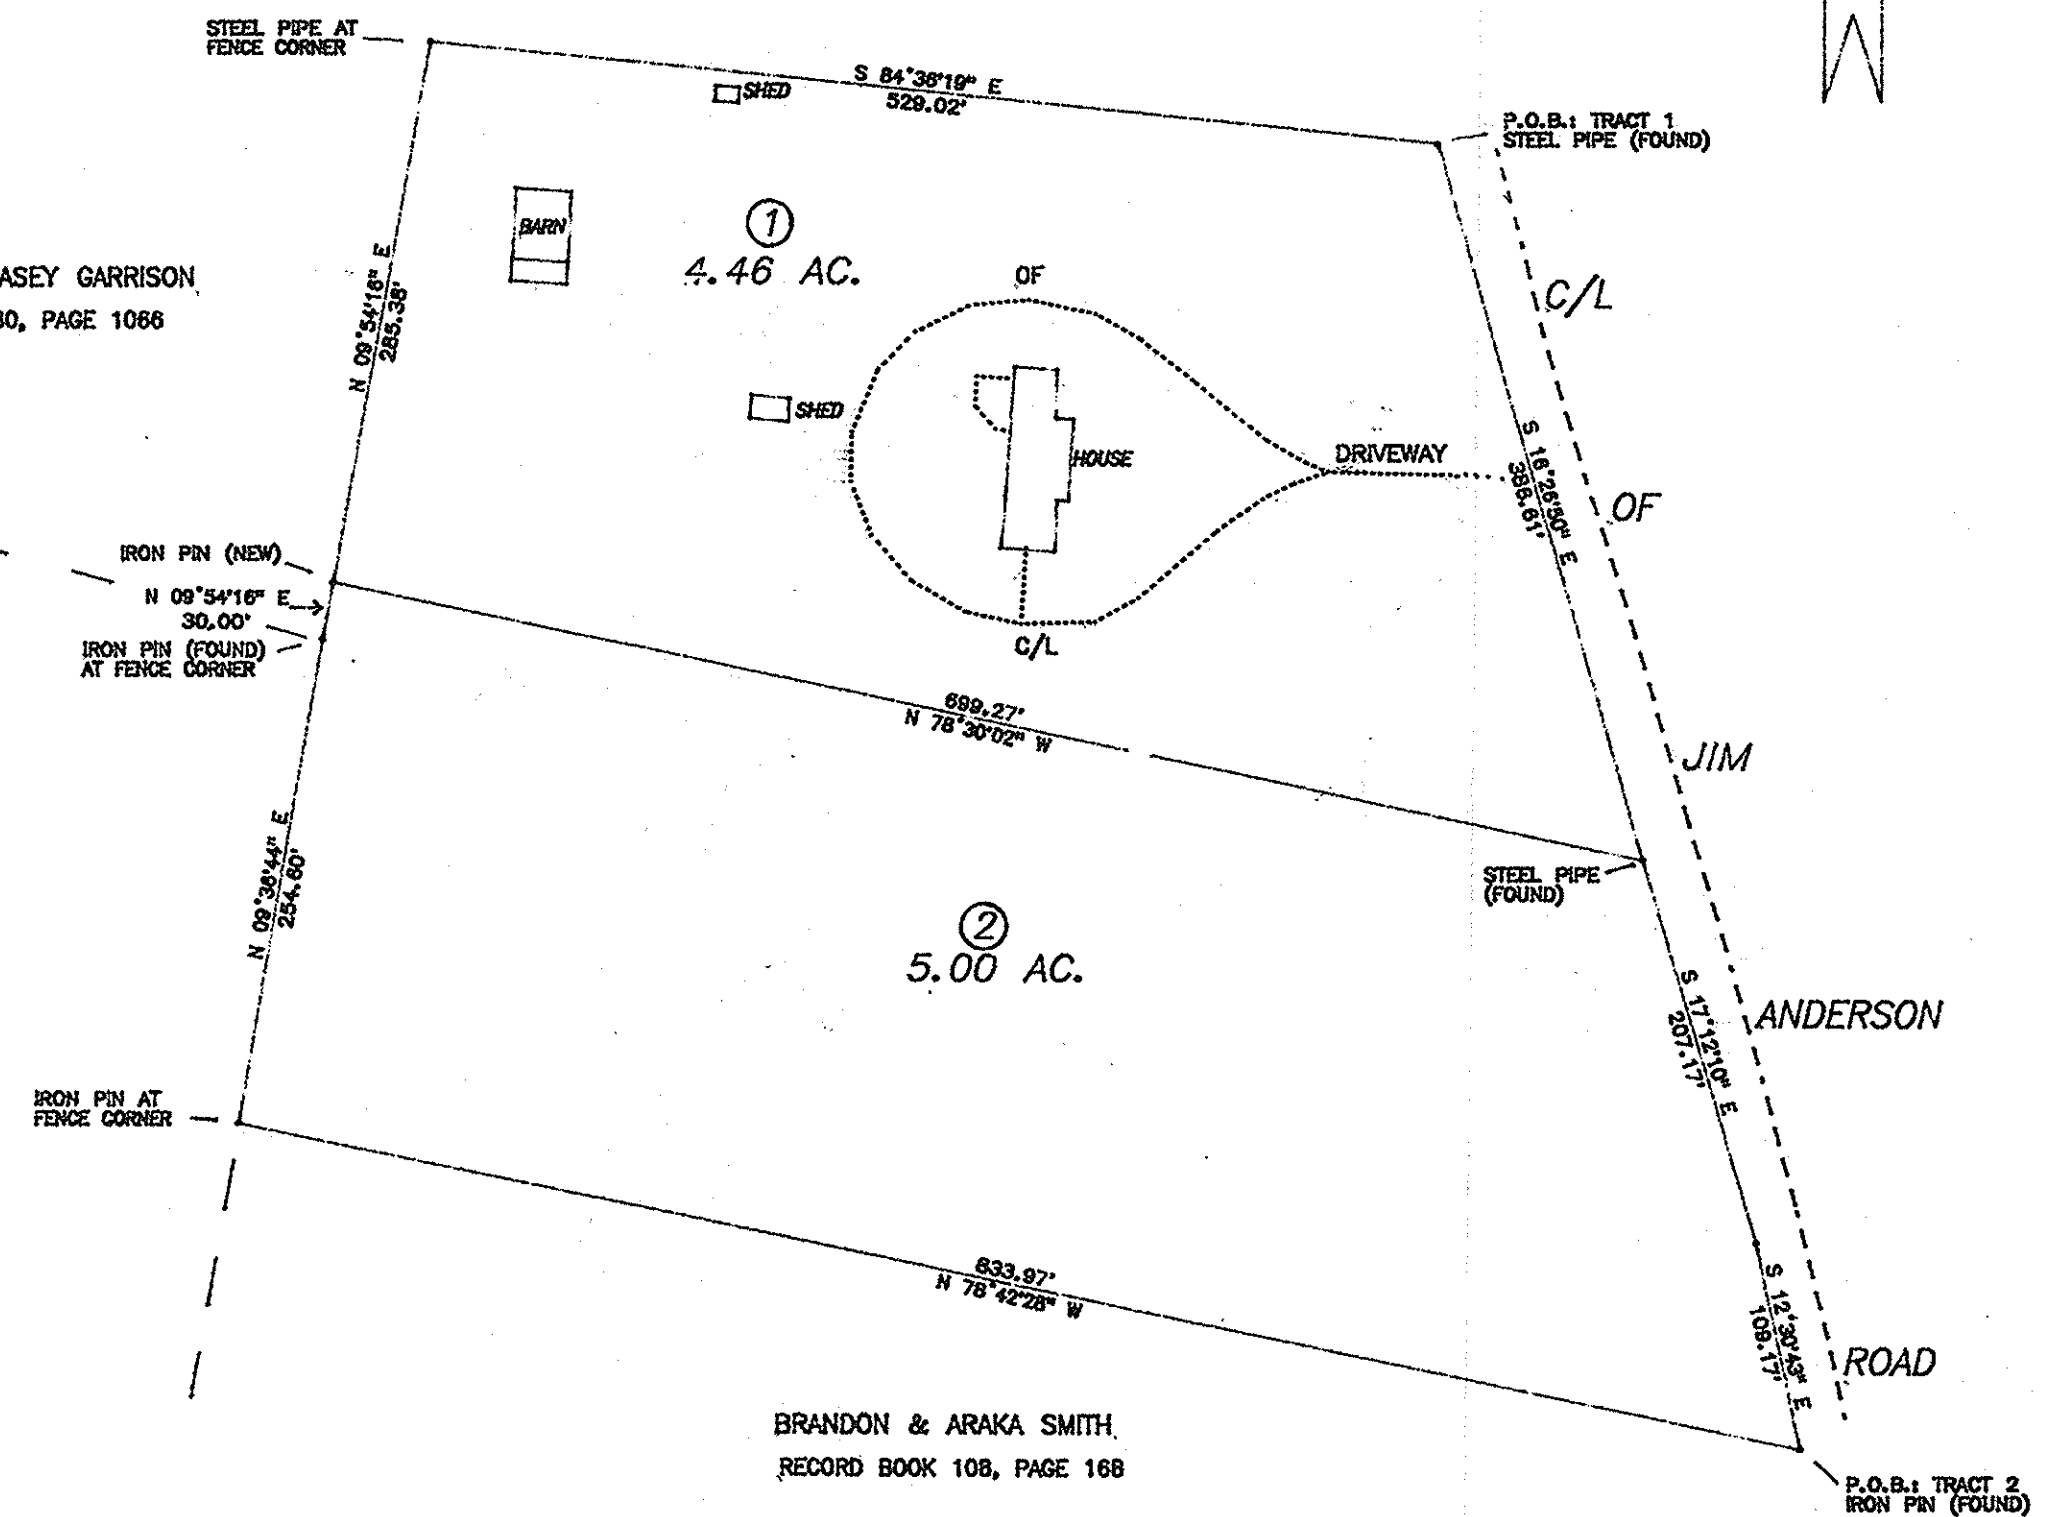 STEEL PIPE AT
FENCE CORNER
S 84°36'19" E
529.02'
SHED
P.O.B.: TRACT 1
STEEL PIPE (FOUND)
BARN
1
4.46 AC.
ASEY GARRISON
30, PAGE 1066
N 09°54'16" E
285.38'
OF
C/L
SHED
HOUSE
DRIVEWAY
S 16°26'50" E
386.61'
OF
IRON PIN (NEW)
N 09°54'16" E
30.00'
IRON PIN (FOUND)
AT FENCE CORNER
C/L
699.27'
N 78°30'02" W
JIM
N 09°36'44" E
254.60'
STEEL PIPE
(FOUND)
2
5.00 AC.
S 17°12'10" E
207.17'
ANDERSON
IRON PIN AT
FENCE CORNER
833.97'
N 78°42'28" W
S 12°30'43" E
109.17'
ROAD
BRANDON & ARAKA SMITH
RECORD BOOK 108, PAGE 168
P.O.B.: TRACT 2
IRON PIN (FOUND)